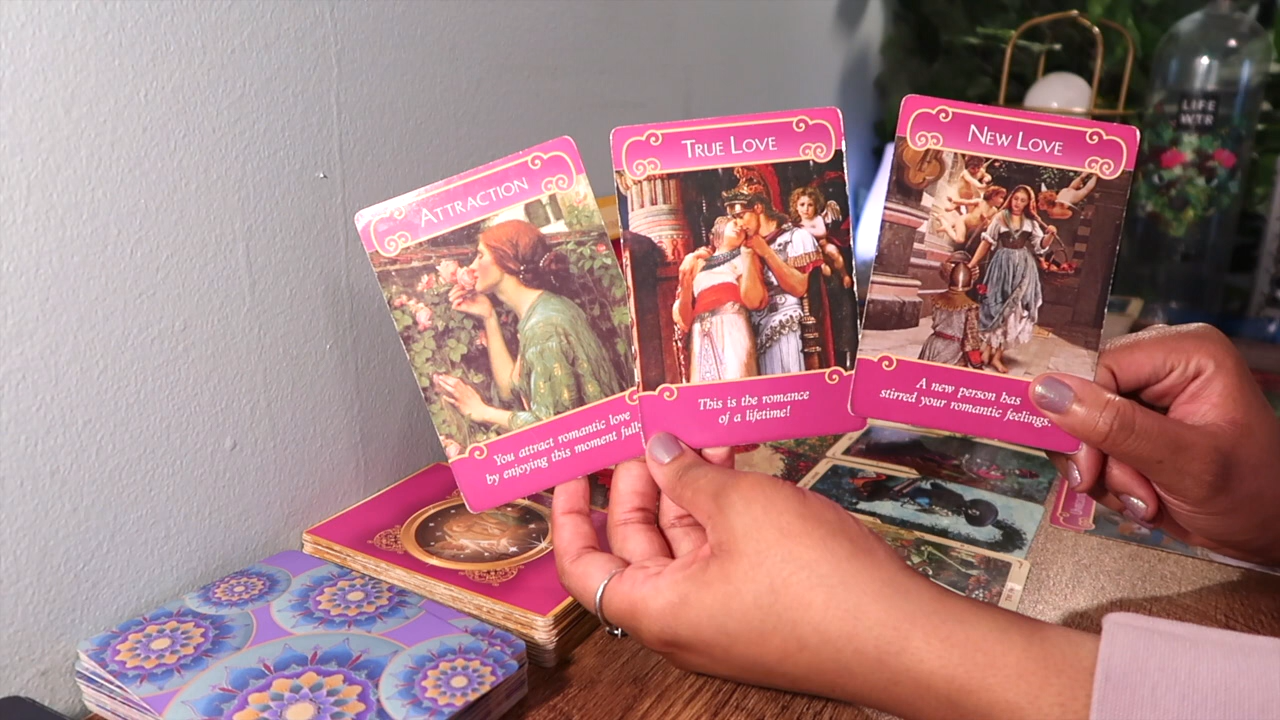 ATTRACTION
You attract romantic love
by enjoying this moment fully
TRUE LOVE
This is the romance
of a lifetime!
NEW LOVE
A new person has
stirred your romantic feelings.
LIFE
WTR